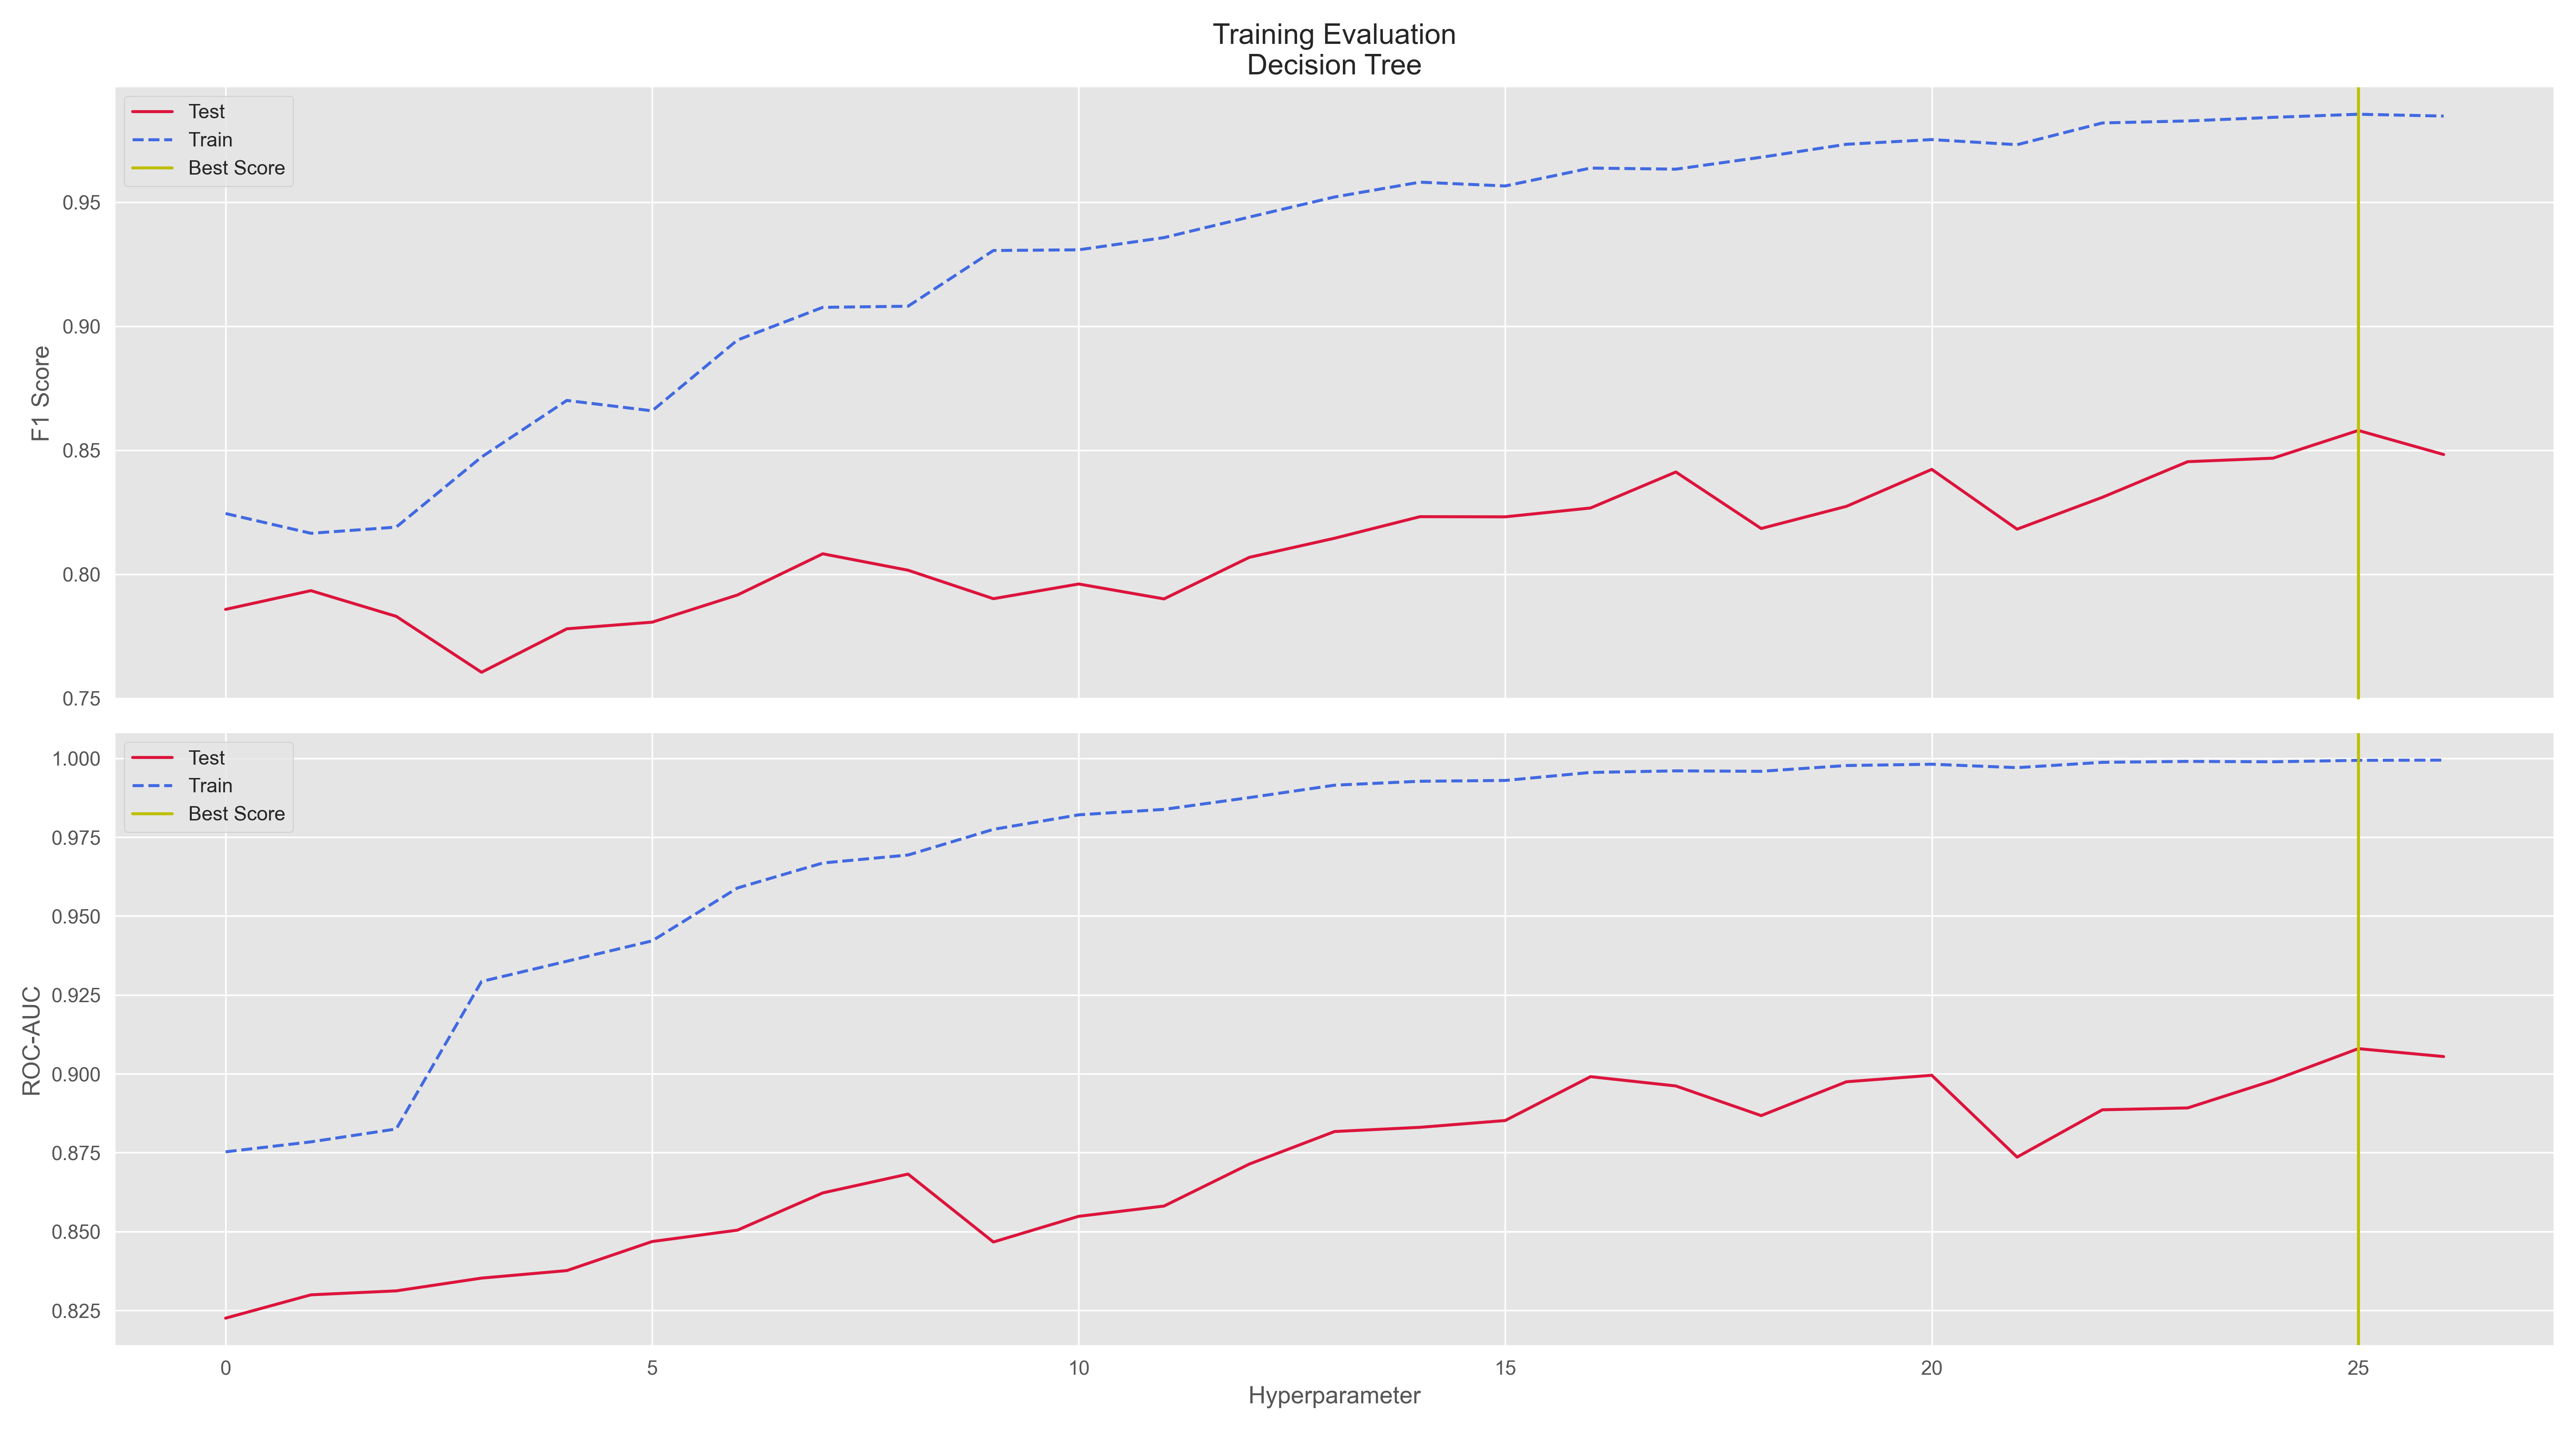 Training Evaluation
Decision Tree
Test
Train
Best Score
0.95
0.90
0.85
0.80
0.75
F1 Score
Test
Train
Best Score
1.000
0.975
0.950
0.925
0.900
0.875
0.850
0.825
ROC-AUC
0 5 10 15 20 25
Hyperparameter